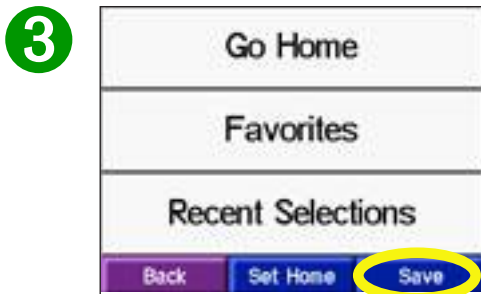 3
Go Home
Favorites
Recent Selections
Back Set Home Save